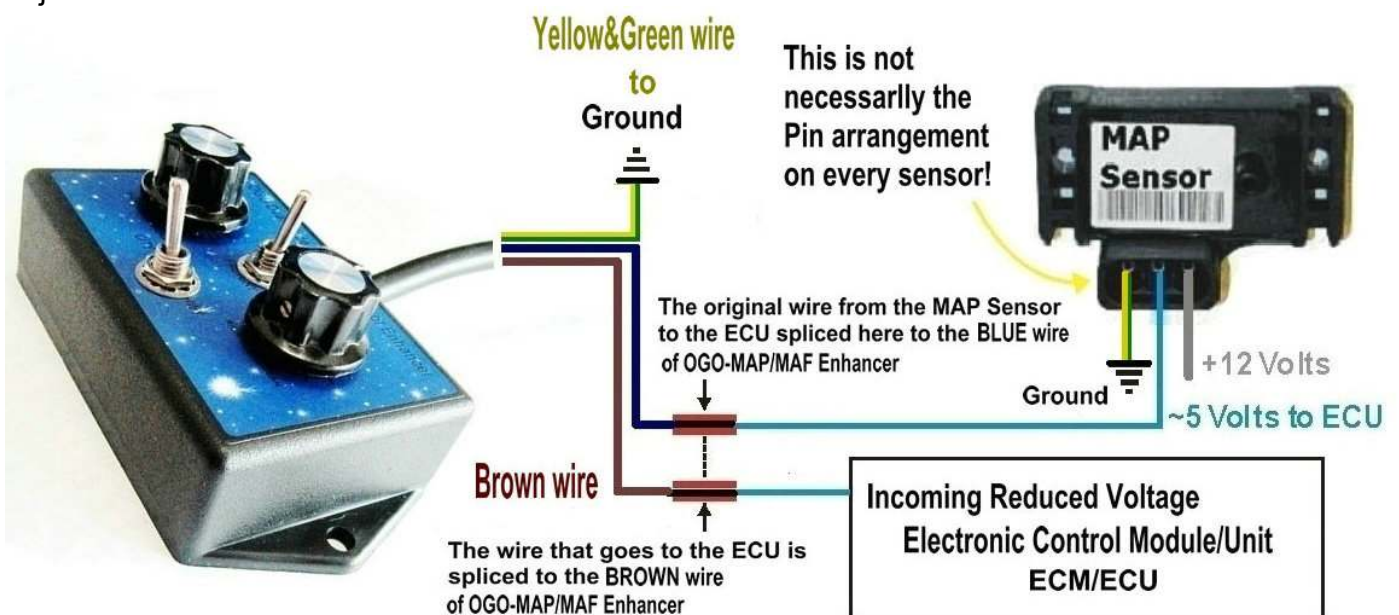 Yellow&Green wire
to
Ground
This is not
necessarlly the
Pin arrangement
on every sensor!
MAP
Sensor
The original wire from the MAP Sensor
to the ECU spliced here to the BLUE wire
of OGO-MAP/MAF Enhancer
Ground
+12 Volts
~5 Volts to ECU
Brown wire
The wire that goes to the ECU is
spliced to the BROWN wire
of OGO-MAP/MAF Enhancer
Incoming Reduced Voltage
Electronic Control Module/Unit
ECM/ECU